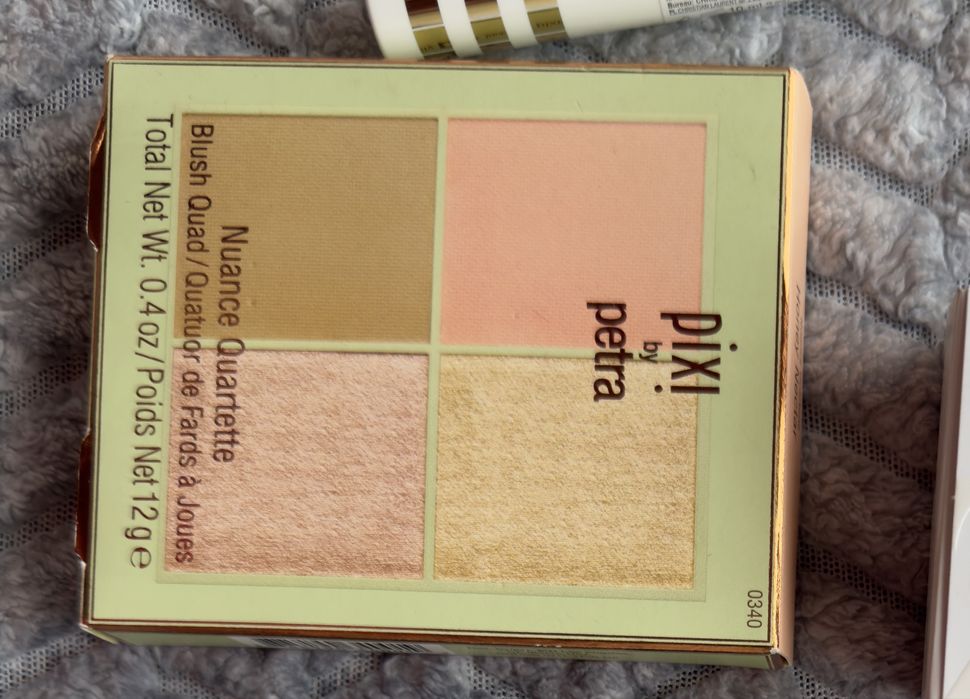 pixi
by
petra
Nuance Quartette
Blush Quad / Quatuor de Fards à Joues
Total Net Wt. 0.4 oz / Poids Net 12 g e
0340